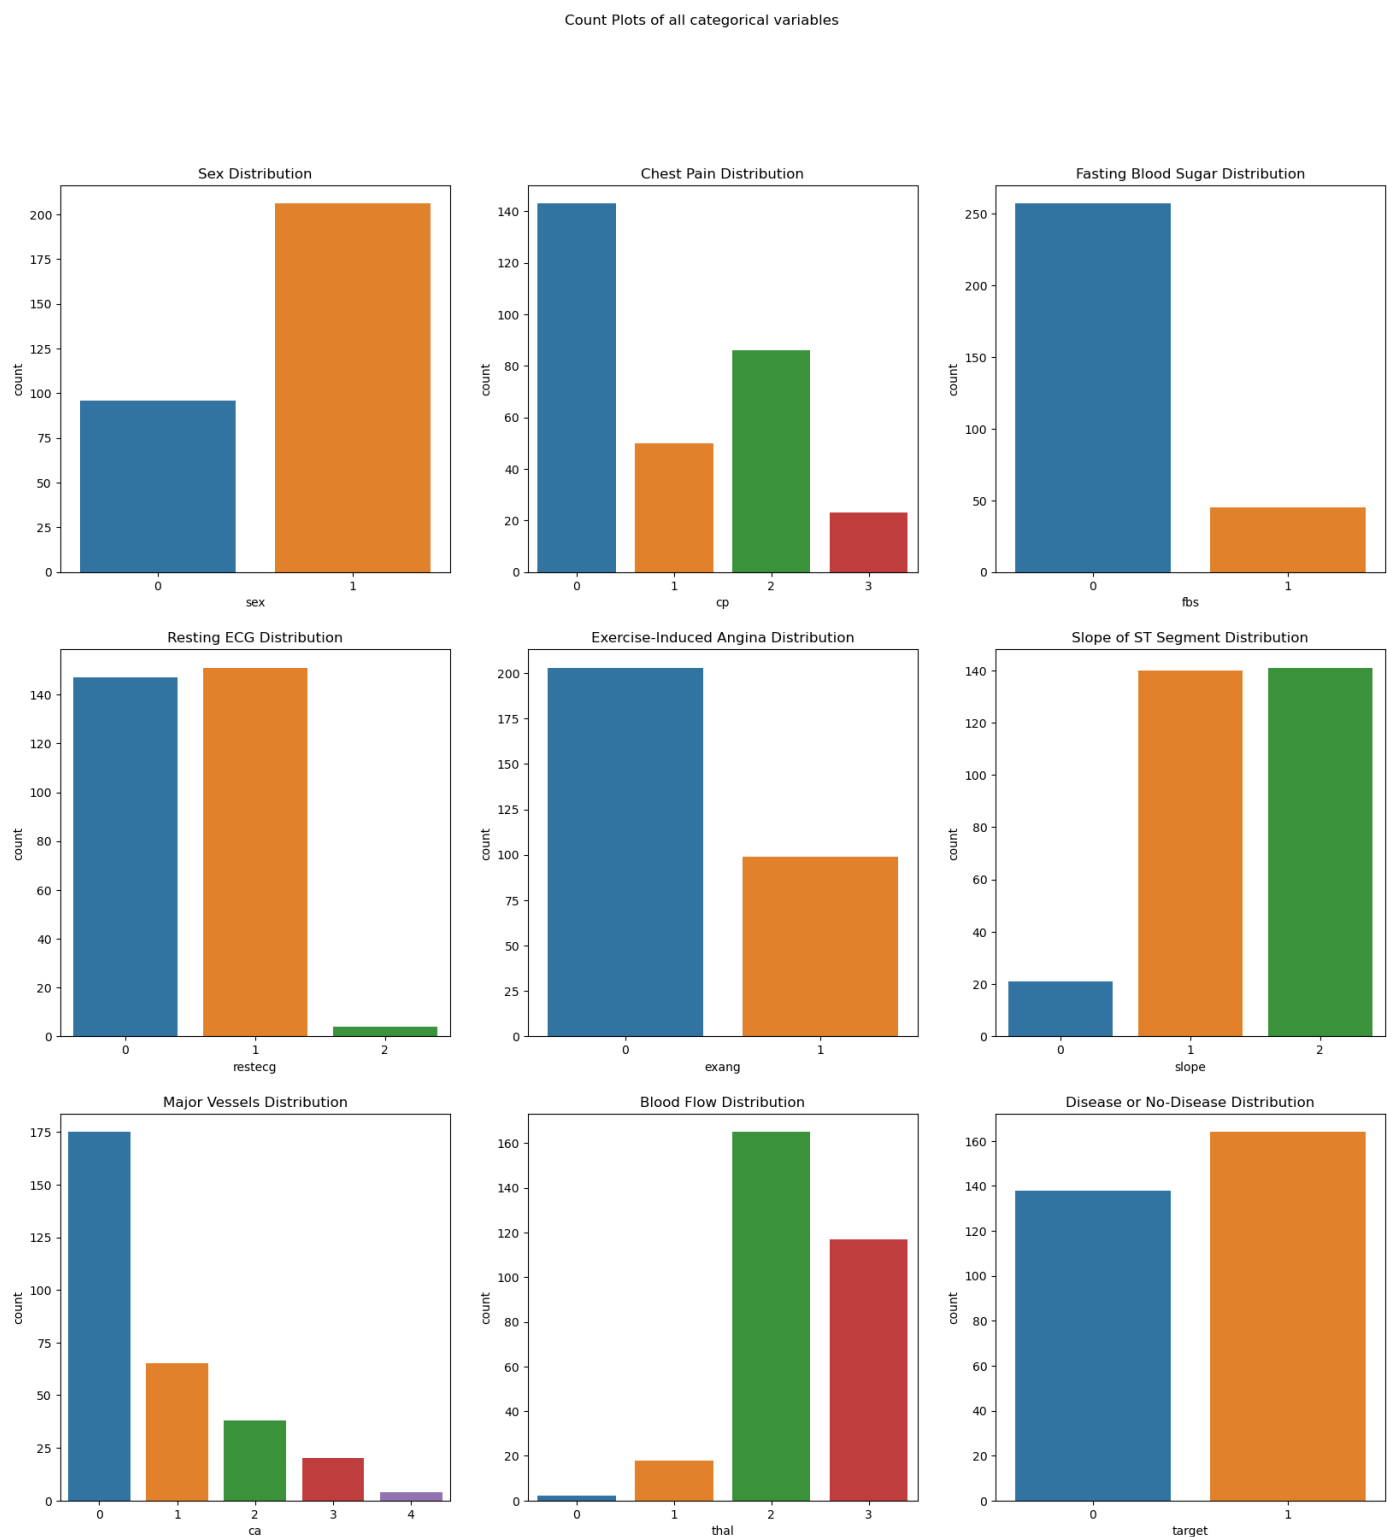 Count Plots of all categorical variables
Sex Distribution
200
175
150
125
100
75
50
25
0
count
0 1
sex
Chest Pain Distribution
140
120
100
80
60
40
20
0
count
0 1 2 3
cp
Fasting Blood Sugar Distribution
250
200
150
100
50
0
count
0 1
fbs
Resting ECG Distribution
140
120
100
80
60
40
20
0
count
0 1 2
restecg
Exercise-Induced Angina Distribution
200
175
150
125
100
75
50
25
0
count
0 1
exang
Slope of ST Segment Distribution
140
120
100
80
60
40
20
0
count
0 1 2
slope
Major Vessels Distribution
175
150
125
100
75
50
25
0
count
0 1 2 3 4
ca
Blood Flow Distribution
160
140
120
100
80
60
40
20
0
count
0 1 2 3
thal
Disease or No-Disease Distribution
160
140
120
100
80
60
40
20
0
count
0 1
target